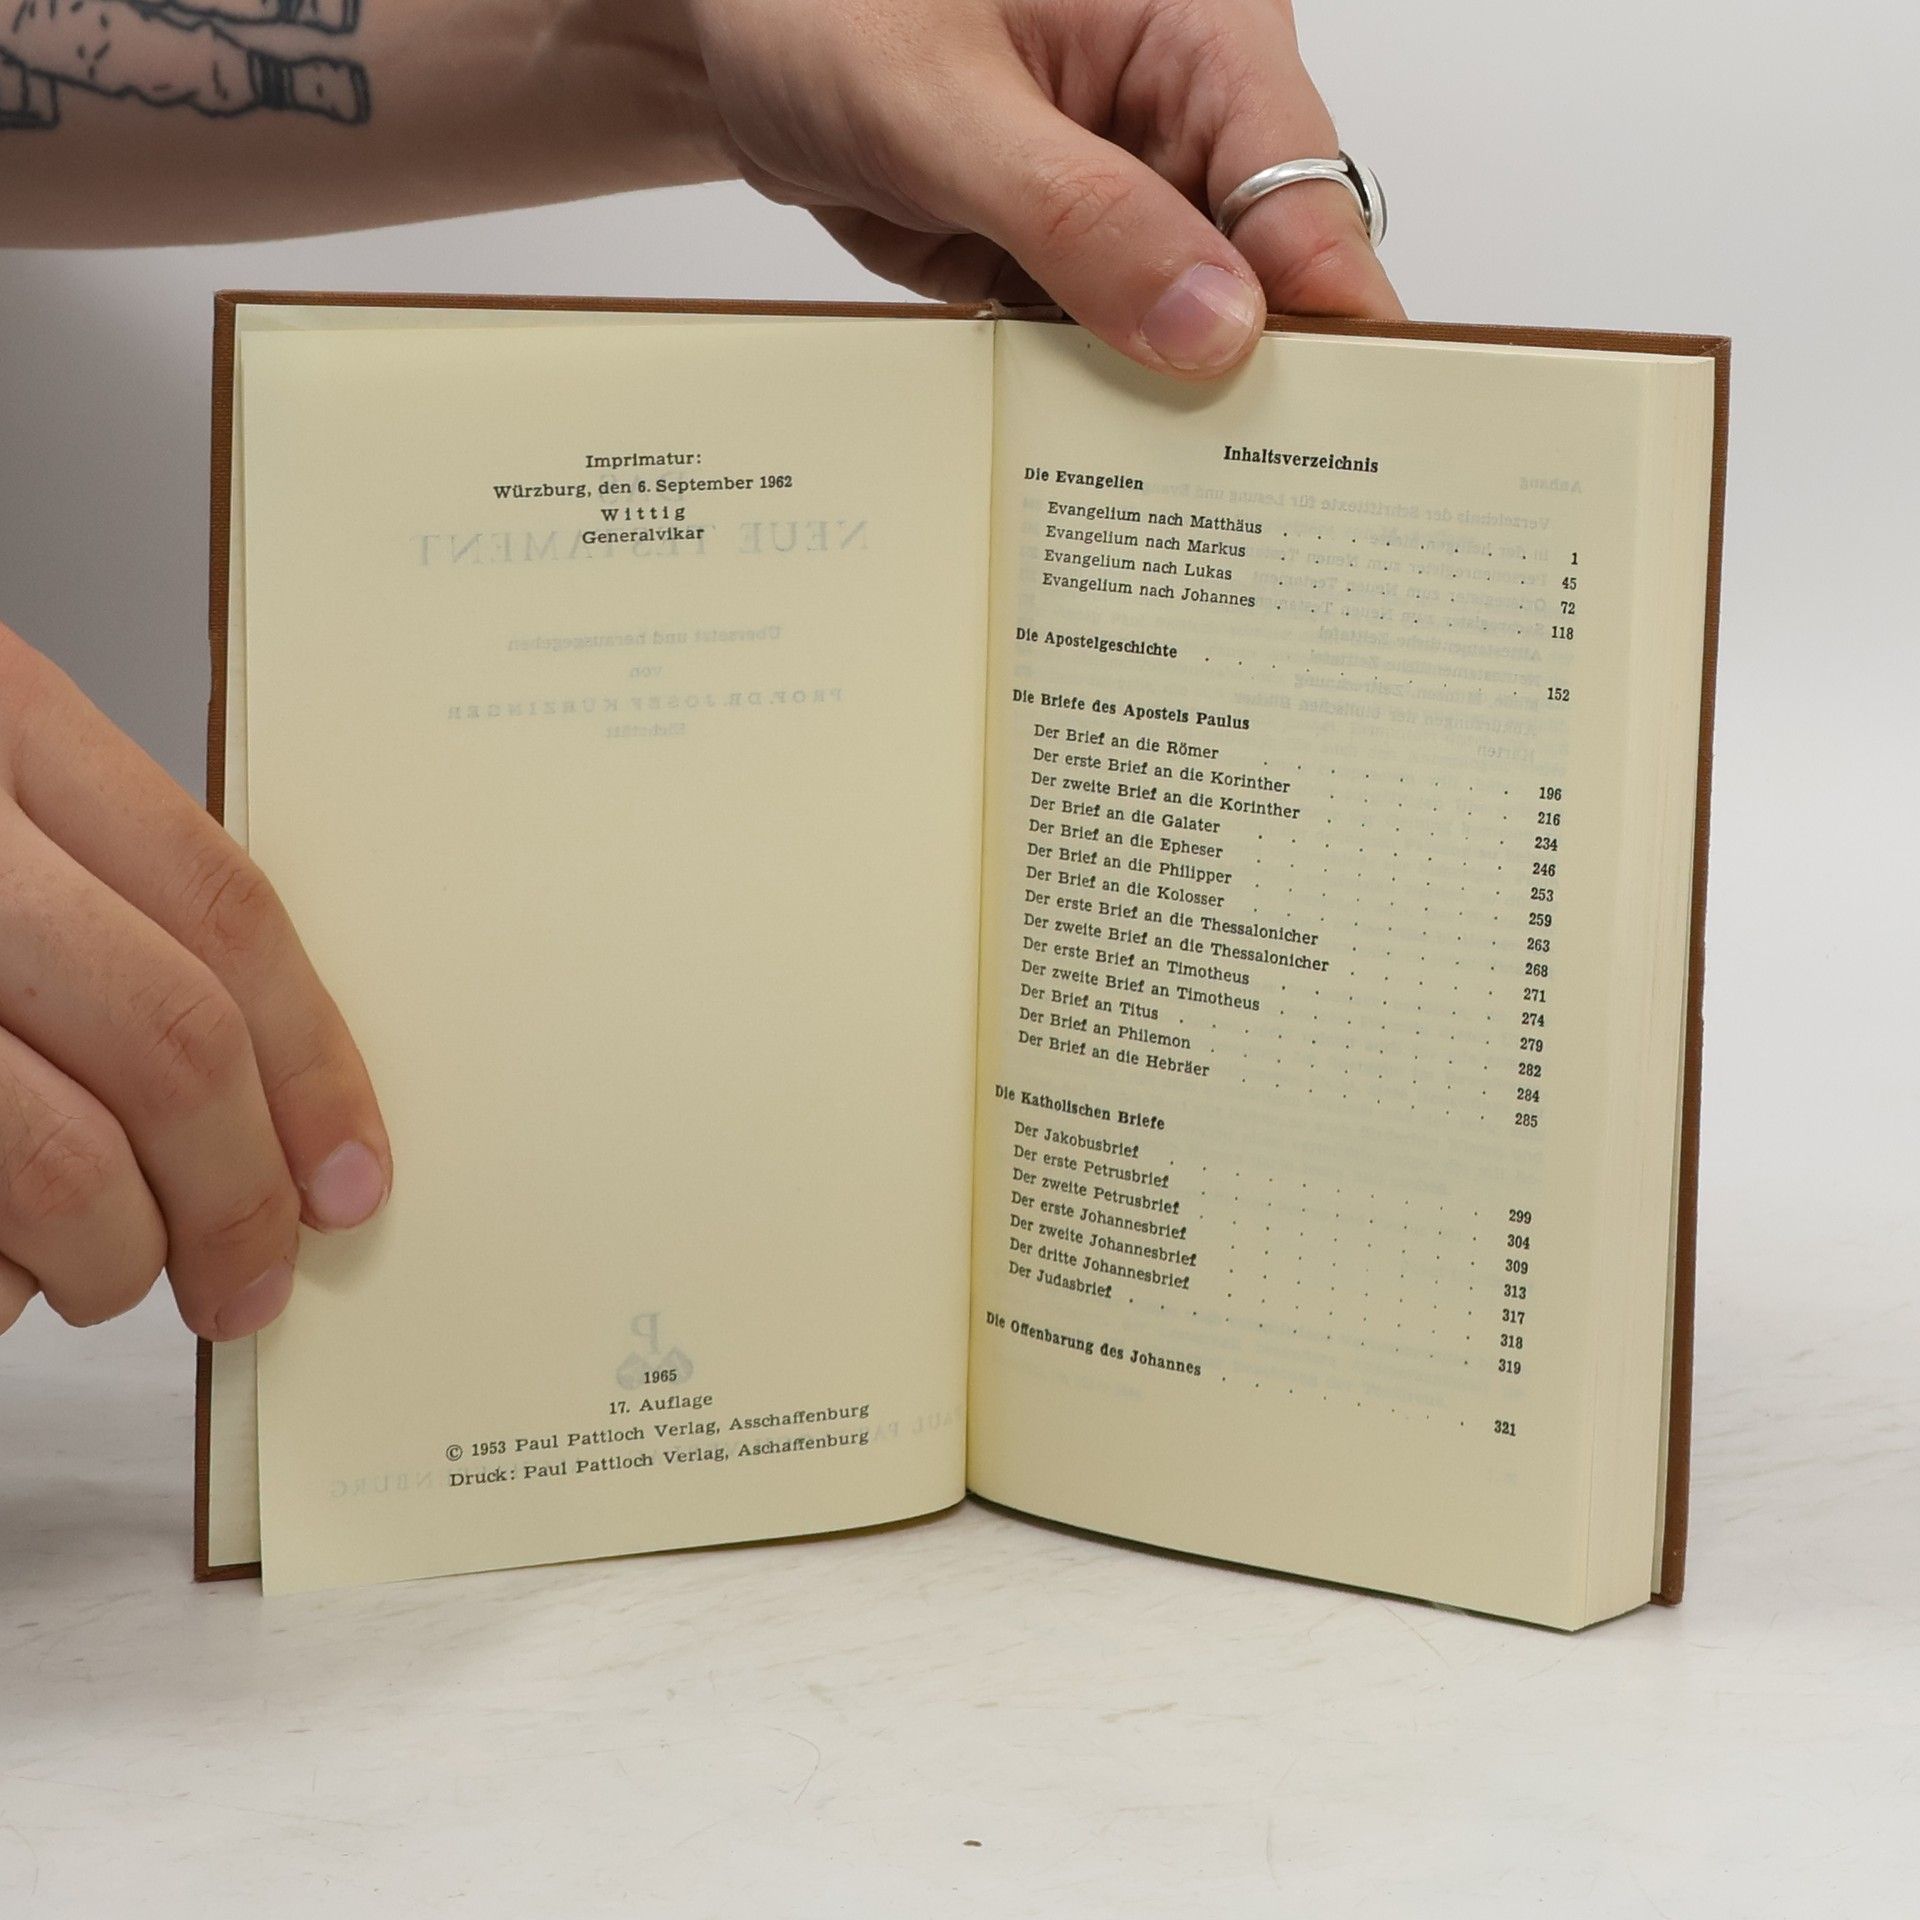 Imprimatur:
Würzburg, den 6. September 1962
Wittig
Generalvikar
1965
17. Auflage
© 1953 Paul Pattloch Verlag, Asschaffenburg
Druck: Paul Pattloch Verlag, Aschaffenburg
Inhaltsverzeichnis
Die Evangelien
Evangelium nach Matthäus . . . . . . . . 1
Evangelium nach Markus . . . . . . . . 45
Evangelium nach Lukas . . . . . . . . 72
Evangelium nach Johannes . . . . . . . . 118
Die Apostelgeschichte . . . . . . . . . . 152
Die Briefe des Apostels Paulus
Der Brief an die Römer . . . . . . . . 196
Der erste Brief an die Korinther . . . . . . 216
Der zweite Brief an die Korinther . . . . . . 234
Der Brief an die Galater . . . . . . . . 246
Der Brief an die Epheser . . . . . . . . 253
Der Brief an die Philipper . . . . . . . . 259
Der Brief an die Kolosser . . . . . . . . 263
Der erste Brief an die Thessalonicher . . . . . 268
Der zweite Brief an die Thessalonicher . . . . . 271
Der erste Brief an Timotheus . . . . . . . 274
Der zweite Brief an Timotheus . . . . . . . 279
Der Brief an Titus . . . . . . . . . . 282
Der Brief an Philemon . . . . . . . . . 284
Der Brief an die Hebräer . . . . . . . . 285
Die Katholischen Briefe
Der Jakobusbrief . . . . . . . . . . 299
Der erste Petrusbrief . . . . . . . . . 304
Der zweite Petrusbrief . . . . . . . . . 309
Der erste Johannesbrief . . . . . . . . 313
Der zweite Johannesbrief . . . . . . . . 317
Der dritte Johannesbrief . . . . . . . . 318
Der Judasbrief . . . . . . . . . . . 319
Die Offenbarung des Johannes . . . . . . . . 321